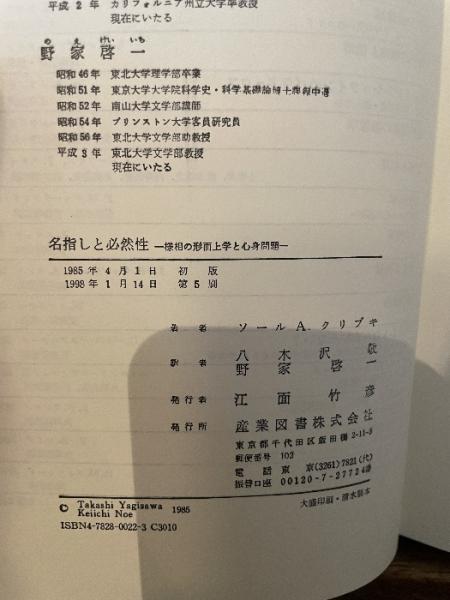 平成 2 年 カリフォルニア州立大学準教授
現在にいたる
の え けい いち
野 家 啓 一
昭和46年 東北大学理学部卒業
昭和51年 東京大学大学院科学史・科学基礎論博士課程中退
昭和52年 南山大学文学部講師
昭和54年 プリンストン大学客員研究員
昭和56年 東北大学文学部助教授
平成 3 年 東北大学文学部教授
現在にいたる
名指しと必然性 ―様相の形而上学と心身問題―
1985 年 4 月 1 日 初 版
1998 年 1 月 14 日 第 5 刷
著 者 ソール A. クリプキ
訳 者 八 木 沢 敬
野 家 啓 一
発行者 江 面 竹 彦
発行所 産業図書株式会社
東京都千代田区飯田橋 2-11-3
郵便番号 102
電 話 東 京 (3261) 7821 (代)
振替口座 00120-7-27724番
© Takashi Yagisawa 1985
Keiichi Noe
大盛印刷・清水製本
ISBN4-7828-0022-3 C3010